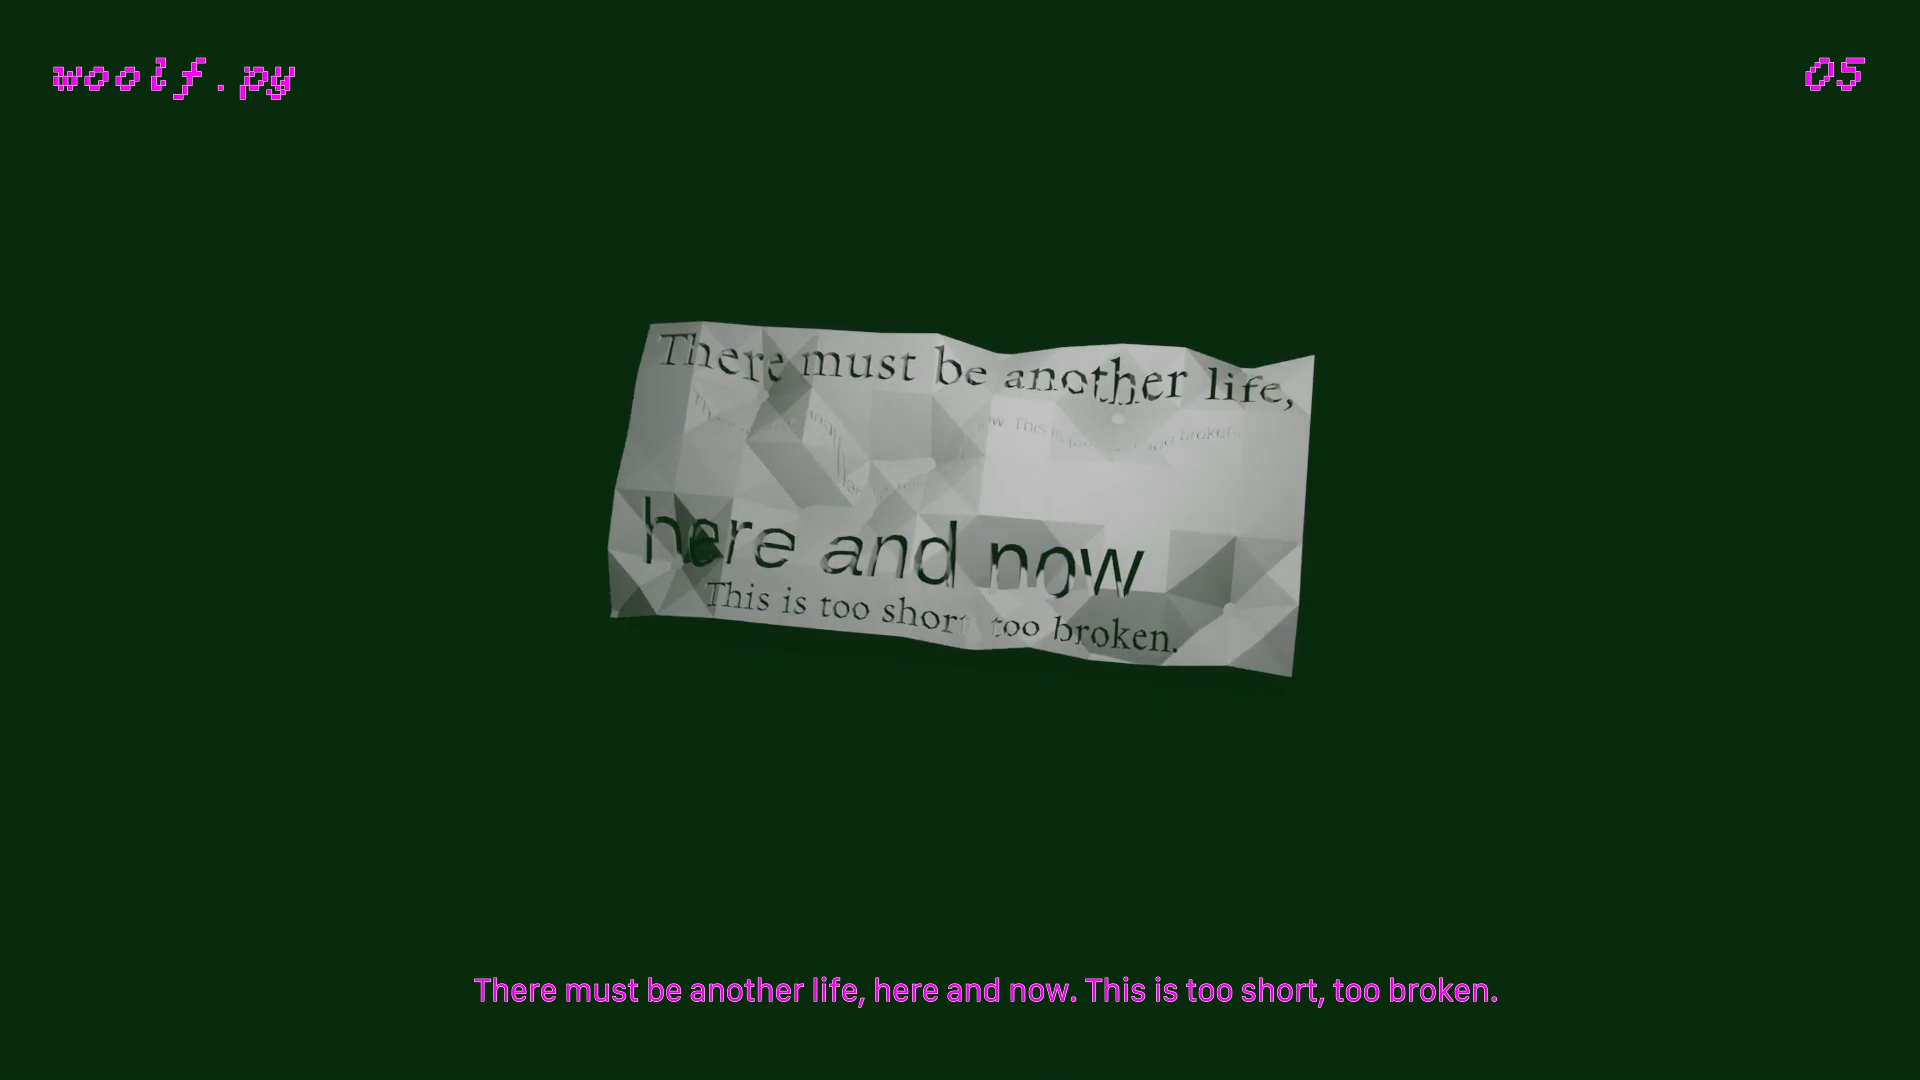 woolf.py
05
There must be another life,
here and now
This is too short too broken.
There must be another life, here and now. This is too short, too broken.